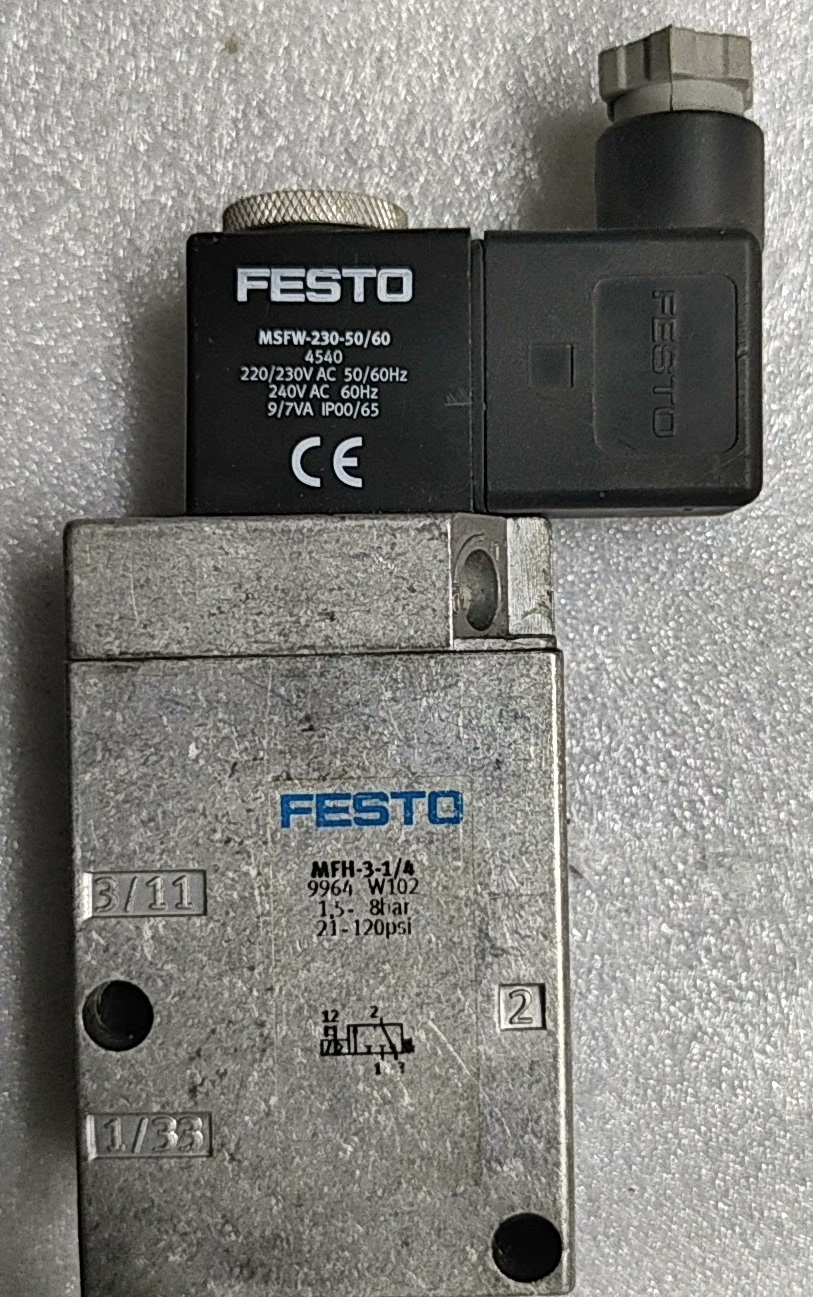 FESTO
MSFW-230-50/60
4540
220/230V AC 50/60Hz
240V AC 60Hz
9/7VA IP00/65
CE
FESTO
FESTO
MFH-3-1/4
9964 W102
1,5- 8bar
21-120psi
3/11
2
12 2
1 3
1/33